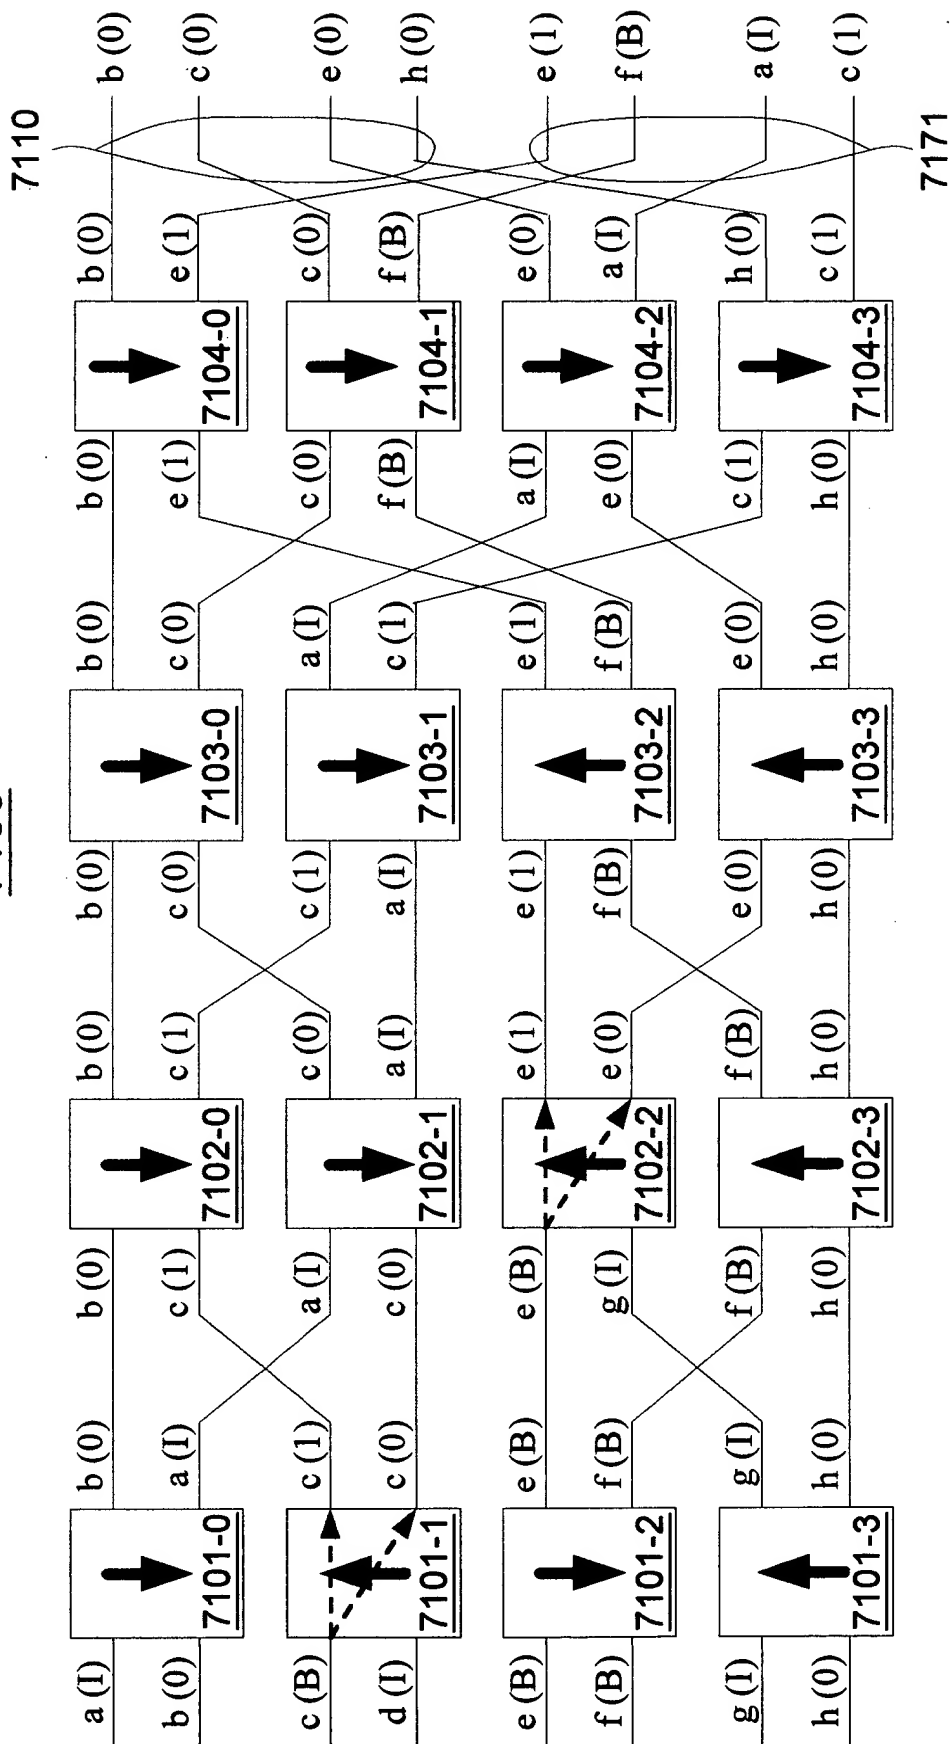 a (I)
b (0)
c (B)
d (I)
e (B)
f (B)
g (I)
h (0)
7101-0
7101-1
7101-2
7101-3
b (0)
a (I)
c (1)
c (0)
e (B)
f (B)
g (I)
h (0)
b (0)
c (1)
a (I)
c (0)
e (B)
g (I)
f (B)
h (0)
7102-0
7102-1
7102-2
7102-3
b (0)
c (1)
c (0)
a (I)
e (1)
e (0)
f (B)
h (0)
b (0)
c (0)
c (1)
a (I)
e (1)
f (B)
e (0)
h (0)
7103-0
7103-1
7103-2
7103-3
b (0)
c (0)
a (I)
c (1)
e (1)
f (B)
e (0)
h (0)
b (0)
e (1)
c (0)
f (B)
a (I)
e (0)
c (1)
h (0)
7104-0
7104-1
7104-2
7104-3
b (0)
e (1)
c (0)
f (B)
e (0)
a (I)
h (0)
c (1)
7110
7171
b (0)
c (0)
e (0)
h (0)
e (1)
f (B)
a (I)
c (1)